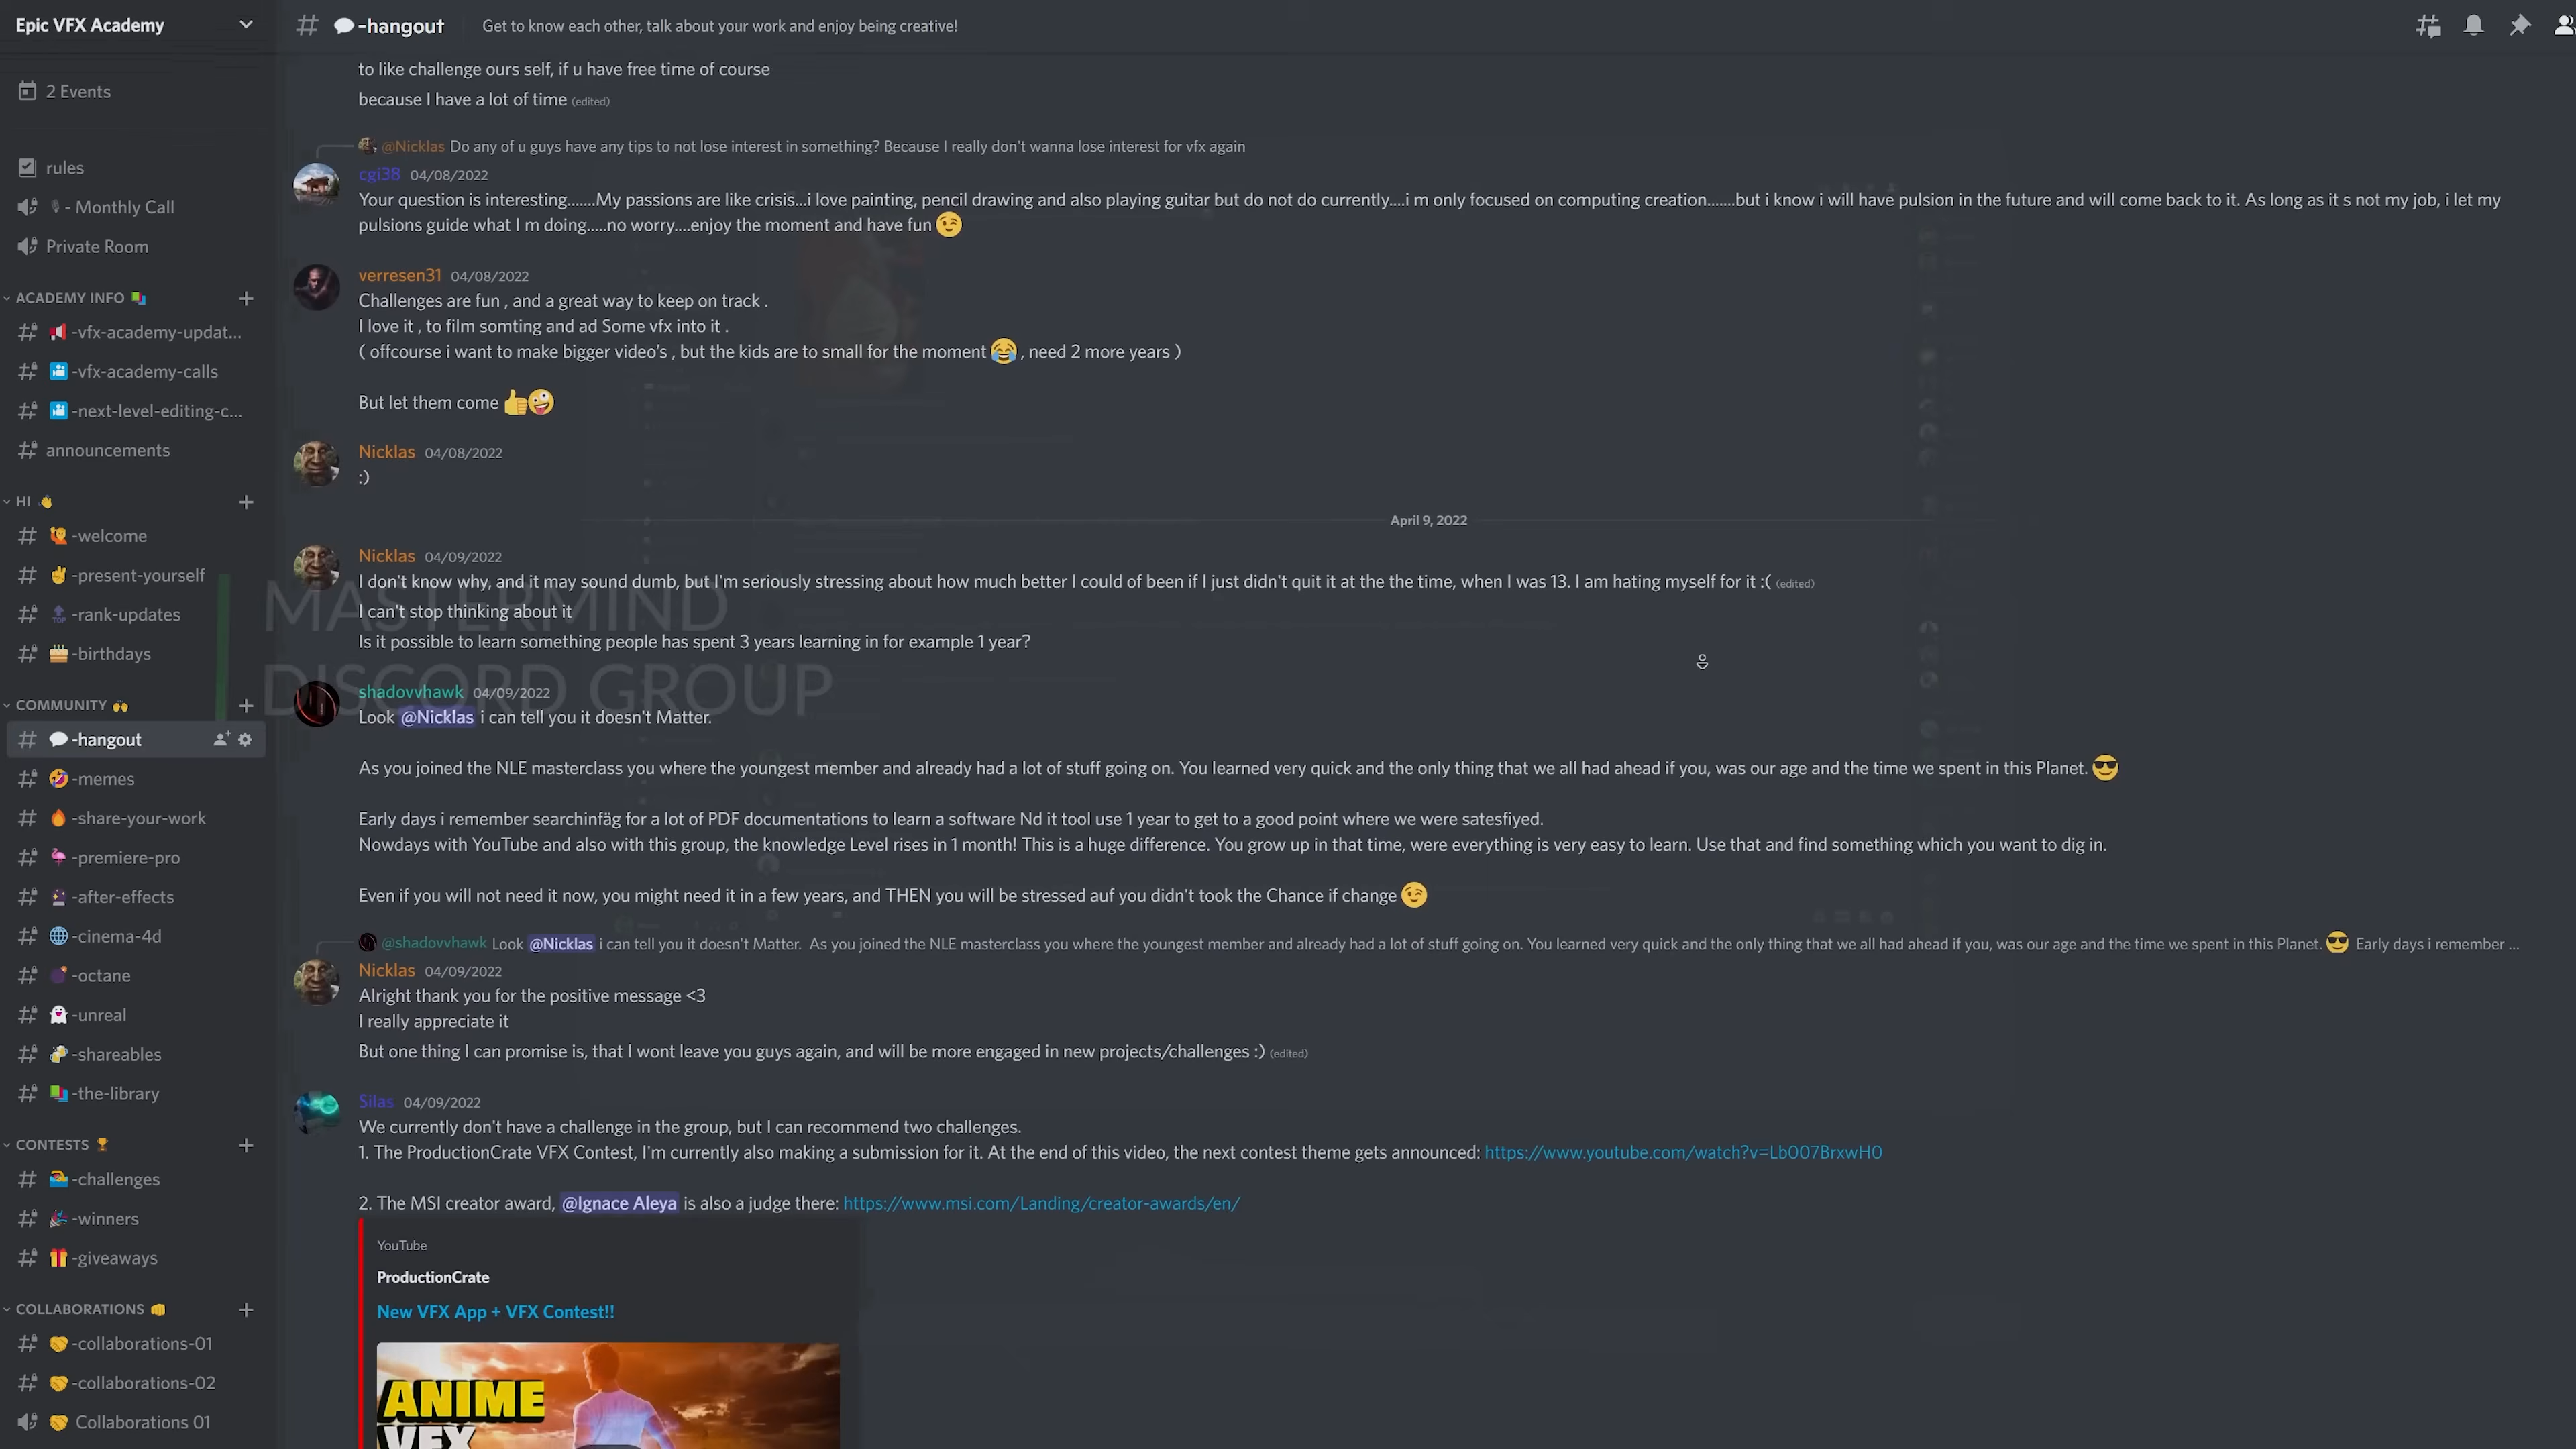 Epic VFX Academy
2 Events
rules
- Monthly Call
Private Room
ACADEMY INFO
-vfx-academy-updat...
-vfx-academy-calls
-next-level-editing-c...
announcements
HI
-welcome
-present-yourself
-rank-updates
-birthdays
COMMUNITY
-hangout
-memes
-share-your-work
-premiere-pro
-after-effects
-cinema-4d
-octane
-unreal
-shareables
-the-library
CONTESTS
-challenges
-winners
-giveaways
COLLABORATIONS
-collaborations-01
-collaborations-02
Collaborations 01
-hangout
Get to know each other, talk about your work and enjoy being creative!
to like challenge ours self, if u have free time of course
because I have a lot of time (edited)
@Nicklas Do any of u guys have any tips to not lose interest in something? Because I really don't wanna lose interest for vfx again
cgi38 04/08/2022
Your question is interesting.......My passions are like crisis...i love painting, pencil drawing and also playing guitar but do not do currently....i m only focused on computing creation.......but i know i will have pulsion in the future and will come back to it. As long as it s not my job, i let my
pulsions guide what I m doing.....no worry....enjoy the moment and have fun 😉
verresen31 04/08/2022
Challenges are fun , and a great way to keep on track .
I love it , to film somting and ad Some vfx into it .
( offcourse i want to make bigger video's , but the kids are to small for the moment 😂 , need 2 more years )
But let them come 👍🤪
Nicklas 04/08/2022
:)
April 9, 2022
Nicklas 04/09/2022
I don't know why, and it may sound dumb, but I'm seriously stressing about how much better I could of been if I just didn't quit it at the the time, when I was 13. I am hating myself for it :( (edited)
I can't stop thinking about it
Is it possible to learn something people has spent 3 years learning in for example 1 year?
MASTERMIND
DISCORD GROUP
shadovvhawk 04/09/2022
Look @Nicklas i can tell you it doesn't Matter.
As you joined the NLE masterclass you where the youngest member and already had a lot of stuff going on. You learned very quick and the only thing that we all had ahead if you, was our age and the time we spent in this Planet. 😎
Early days i remember searchinfäg for a lot of PDF documentations to learn a software Nd it tool use 1 year to get to a good point where we were satesfiyed.
Nowdays with YouTube and also with this group, the knowledge Level rises in 1 month! This is a huge difference. You grow up in that time, were everything is very easy to learn. Use that and find something which you want to dig in.
Even if you will not need it now, you might need it in a few years, and THEN you will be stressed auf you didn't took the Chance if change 😉
@shadovvhawk Look @Nicklas i can tell you it doesn't Matter. As you joined the NLE masterclass you where the youngest member and already had a lot of stuff going on. You learned very quick and the only thing that we all had ahead if you, was our age and the time we spent in this Planet. 😎 Early days i remember ...
Nicklas 04/09/2022
Alright thank you for the positive message <3
I really appreciate it
But one thing I can promise is, that I wont leave you guys again, and will be more engaged in new projects/challenges :) (edited)
Silas 04/09/2022
We currently don't have a challenge in the group, but I can recommend two challenges.
1. The ProductionCrate VFX Contest, I'm currently also making a submission for it. At the end of this video, the next contest theme gets announced: https://www.youtube.com/watch?v=Lb007BrxwH0
2. The MSI creator award, @Ignace Aleya is also a judge there: https://www.msi.com/Landing/creator-awards/en/
YouTube
ProductionCrate
New VFX App + VFX Contest!!
ANIME
VFX